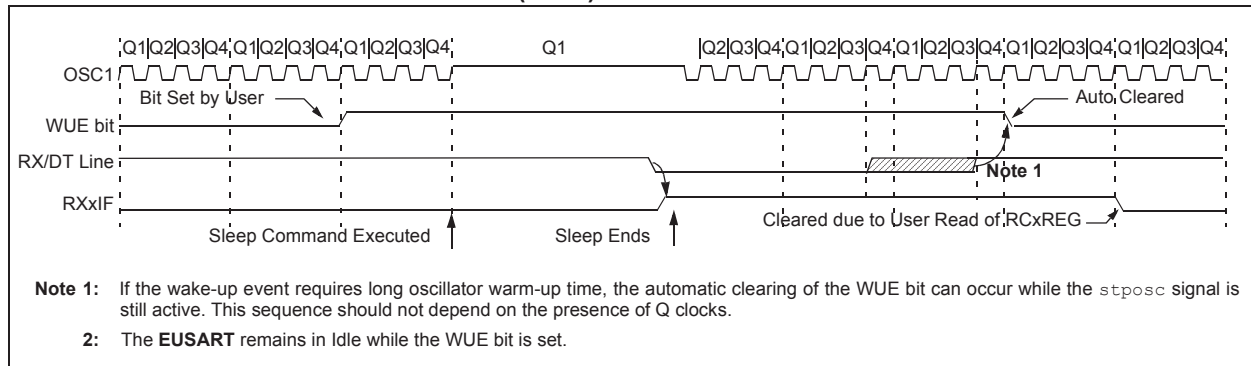 Q1|Q2|Q3|Q4|Q1|Q2|Q3|Q4|Q1|Q2|Q3|Q4 Q1 |Q2|Q3|Q4|Q1|Q2|Q3|Q4|Q1|Q2|Q3|Q4|Q1|Q2|Q3|Q4|Q1|Q2|Q3|Q4
OSC1
Bit Set by User
Auto Cleared
WUE bit
RX/DT Line
Note 1
RXxIF
Cleared due to User Read of RCxREG
Sleep Command Executed
Sleep Ends
Note 1: If the wake-up event requires long oscillator warm-up time, the automatic clearing of the WUE bit can occur while the stposc signal is
still active. This sequence should not depend on the presence of Q clocks.
2: The EUSART remains in Idle while the WUE bit is set.